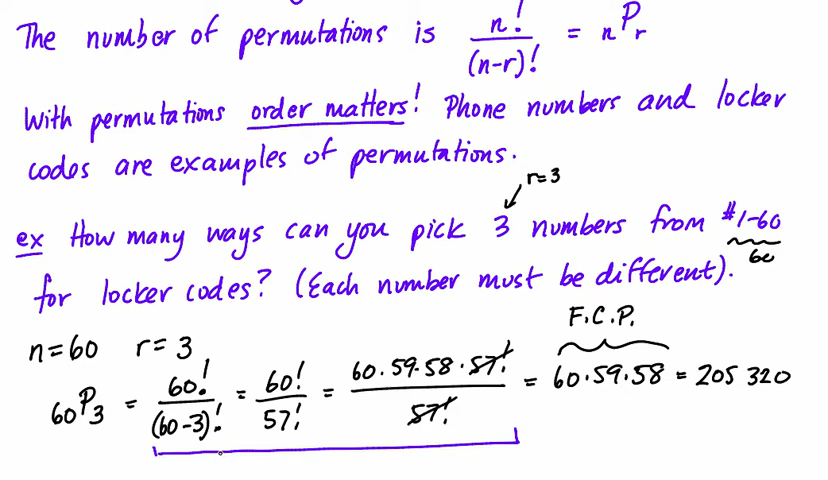 The number of permutations is n!/(n-r)! = nPr
With permutations order matters! Phone numbers and locker
codes are examples of permutations.
r=3
ex How many ways can you pick 3 numbers from #1-60
60
for locker codes? (Each number must be different).
F.C.P.
n=60 r=3
60P3 = 60!/(60-3)! = 60!/57! = 60·59·58·57!/57! = 60·59·58 = 205 320